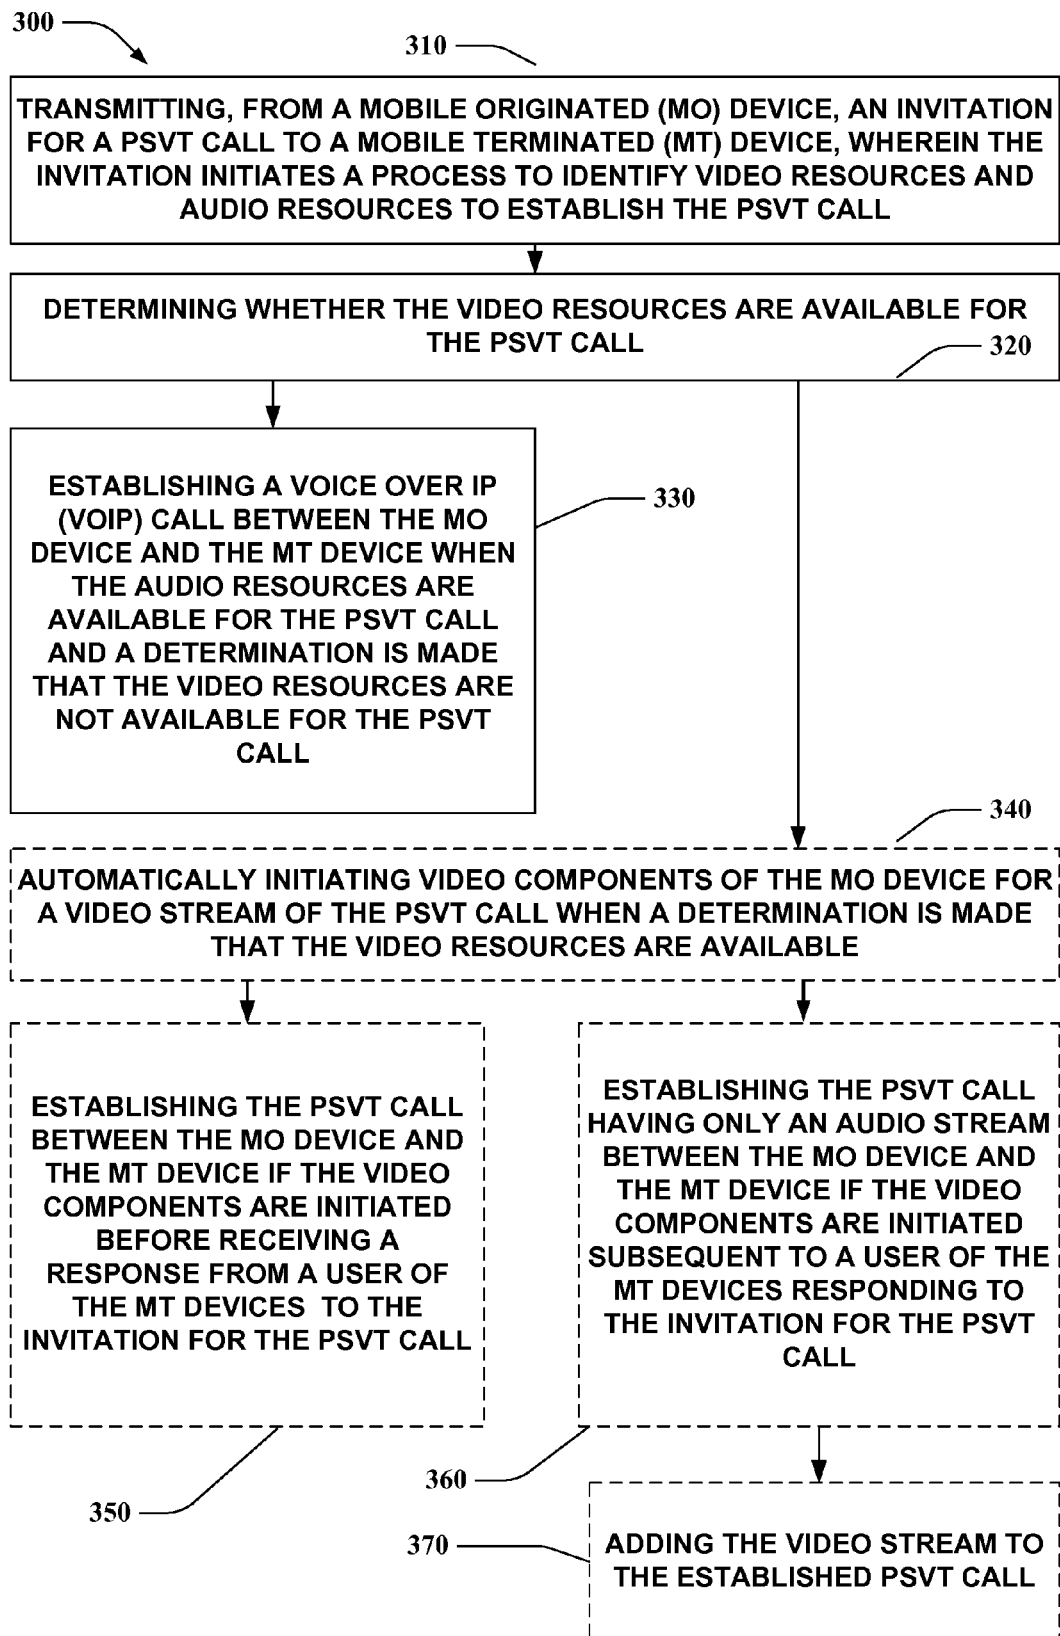 300
310
TRANSMITTING, FROM A MOBILE ORIGINATED (MO) DEVICE, AN INVITATION
FOR A PSVT CALL TO A MOBILE TERMINATED (MT) DEVICE, WHEREIN THE
INVITATION INITIATES A PROCESS TO IDENTIFY VIDEO RESOURCES AND
AUDIO RESOURCES TO ESTABLISH THE PSVT CALL
DETERMINING WHETHER THE VIDEO RESOURCES ARE AVAILABLE FOR
THE PSVT CALL
320
ESTABLISHING A VOICE OVER IP
(VOIP) CALL BETWEEN THE MO
DEVICE AND THE MT DEVICE WHEN
THE AUDIO RESOURCES ARE
AVAILABLE FOR THE PSVT CALL
AND A DETERMINATION IS MADE
THAT THE VIDEO RESOURCES ARE
NOT AVAILABLE FOR THE PSVT
CALL
330
340
AUTOMATICALLY INITIATING VIDEO COMPONENTS OF THE MO DEVICE FOR
A VIDEO STREAM OF THE PSVT CALL WHEN A DETERMINATION IS MADE
THAT THE VIDEO RESOURCES ARE AVAILABLE
ESTABLISHING THE PSVT CALL
BETWEEN THE MO DEVICE AND
THE MT DEVICE IF THE VIDEO
COMPONENTS ARE INITIATED
BEFORE RECEIVING A
RESPONSE FROM A USER OF
THE MT DEVICES TO THE
INVITATION FOR THE PSVT CALL
350
ESTABLISHING THE PSVT CALL
HAVING ONLY AN AUDIO STREAM
BETWEEN THE MO DEVICE AND
THE MT DEVICE IF THE VIDEO
COMPONENTS ARE INITIATED
SUBSEQUENT TO A USER OF THE
MT DEVICES RESPONDING TO
THE INVITATION FOR THE PSVT
CALL
360
370
ADDING THE VIDEO STREAM TO
THE ESTABLISHED PSVT CALL